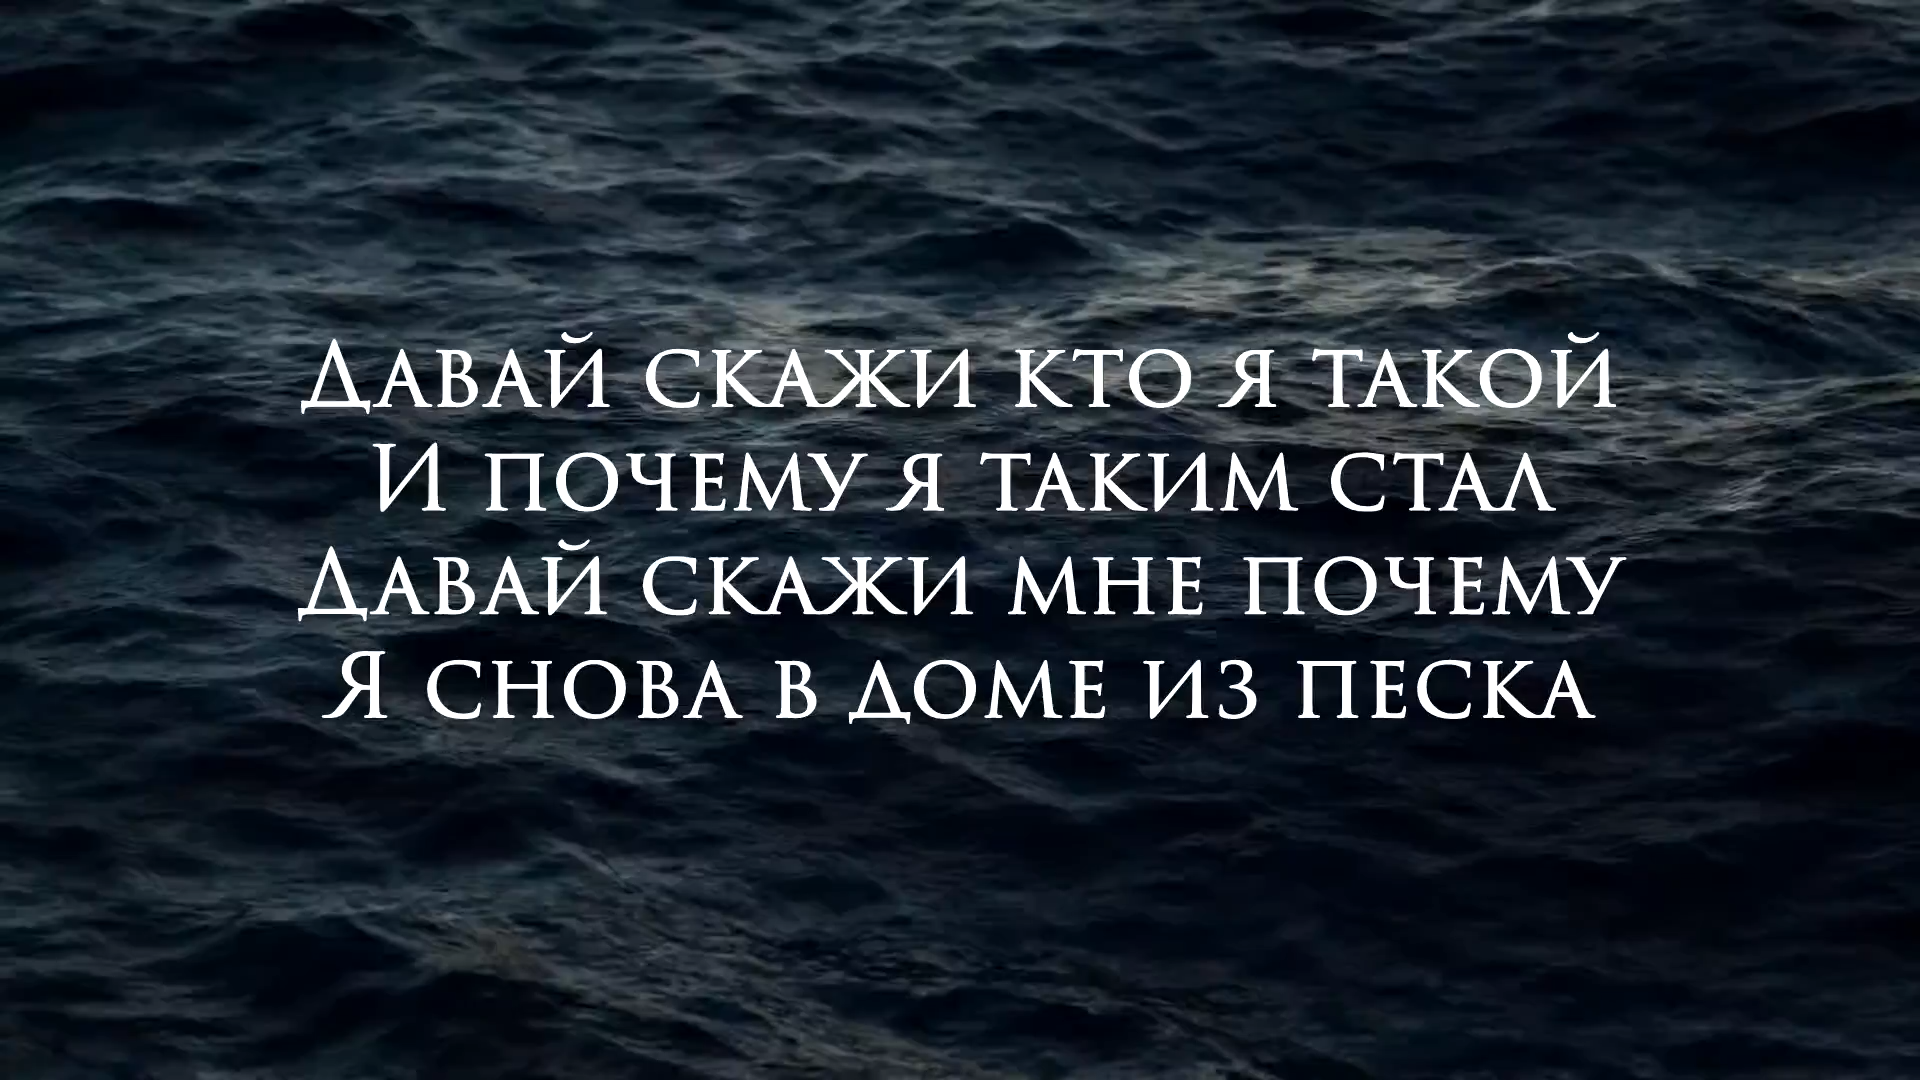 Давай скажи кто я такой
И почему я таким стал
Давай скажи мне почему
Я снова в доме из песка